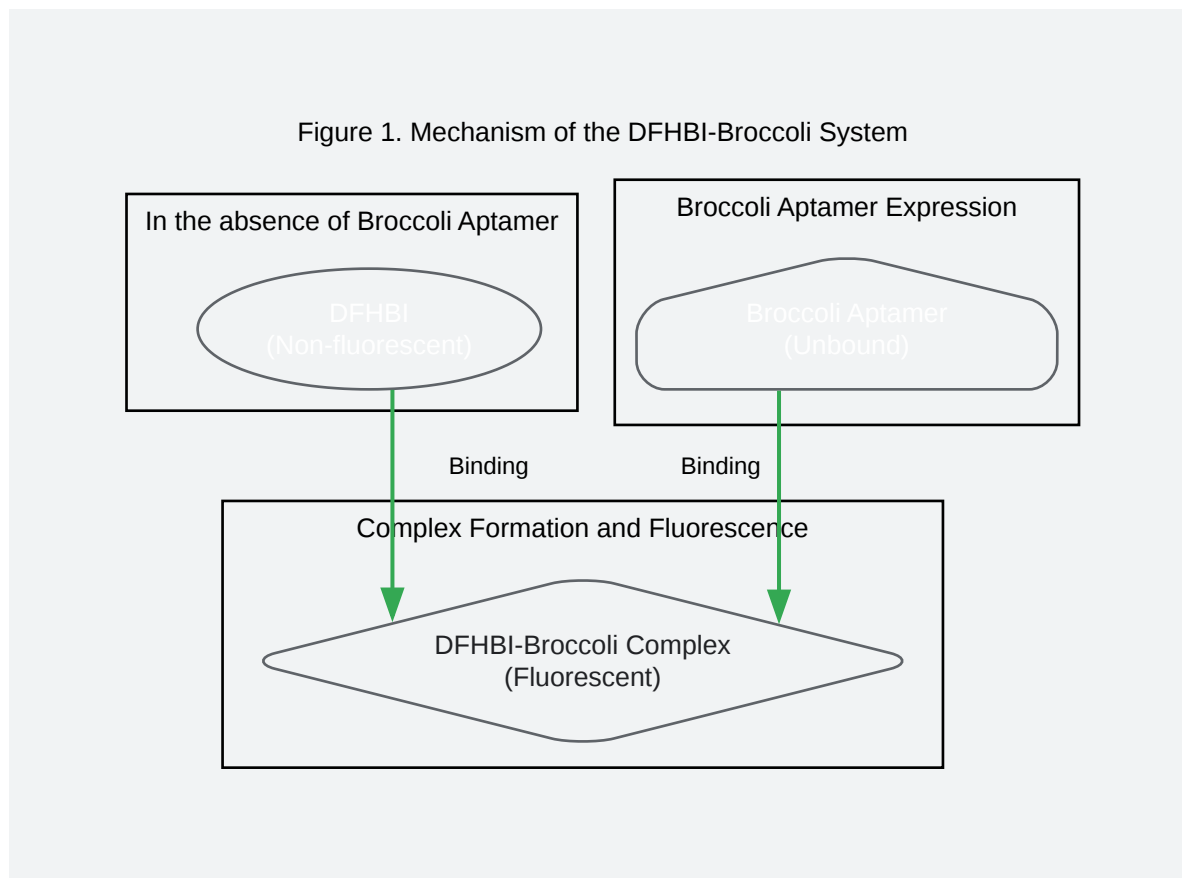 Figure 1. Mechanism of the DFHBI-Broccoli System
In the absence of Broccoli Aptamer
DFHBI
(Non-fluorescent)
Broccoli Aptamer Expression
Broccoli Aptamer
(Unbound)
Binding
Binding
Complex Formation and Fluorescence
DFHBI-Broccoli Complex
(Fluorescent)